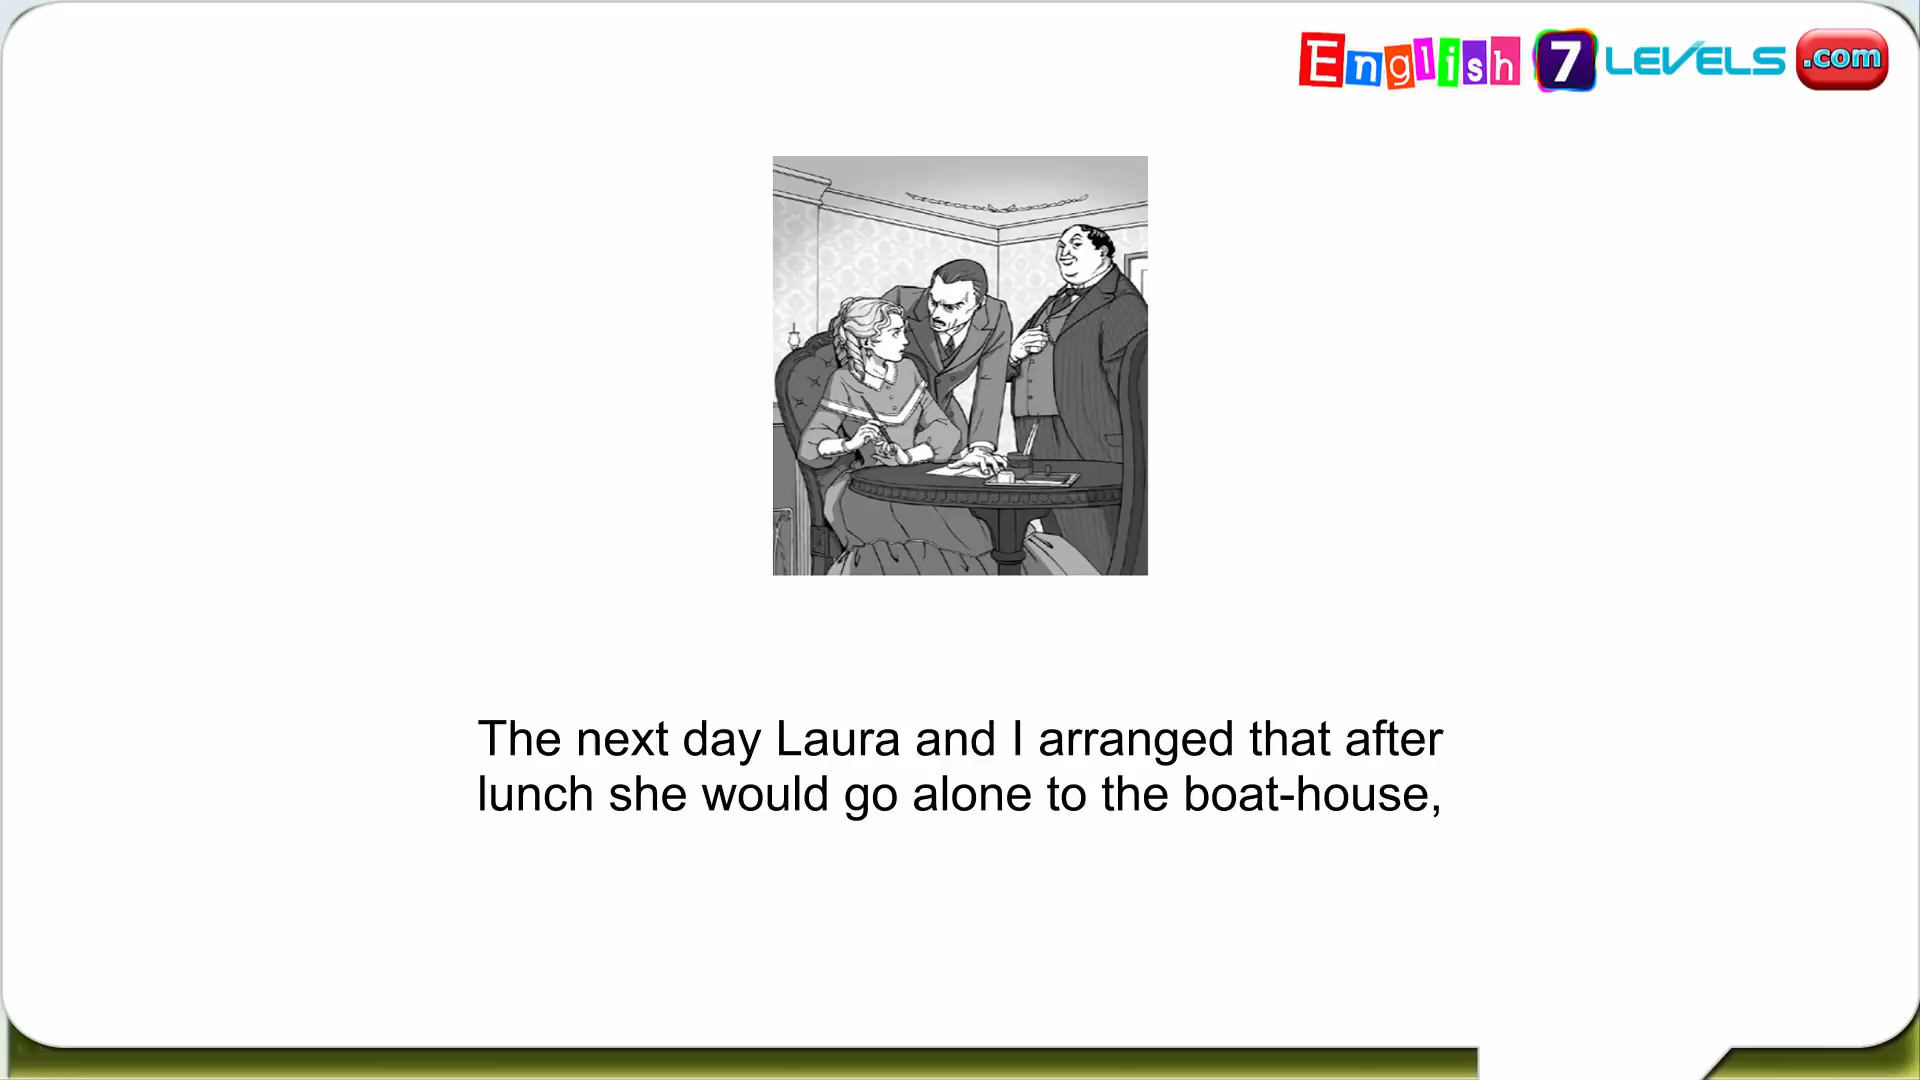 English 7 LEVELS .com
The next day Laura and I arranged that after
lunch she would go alone to the boat-house,